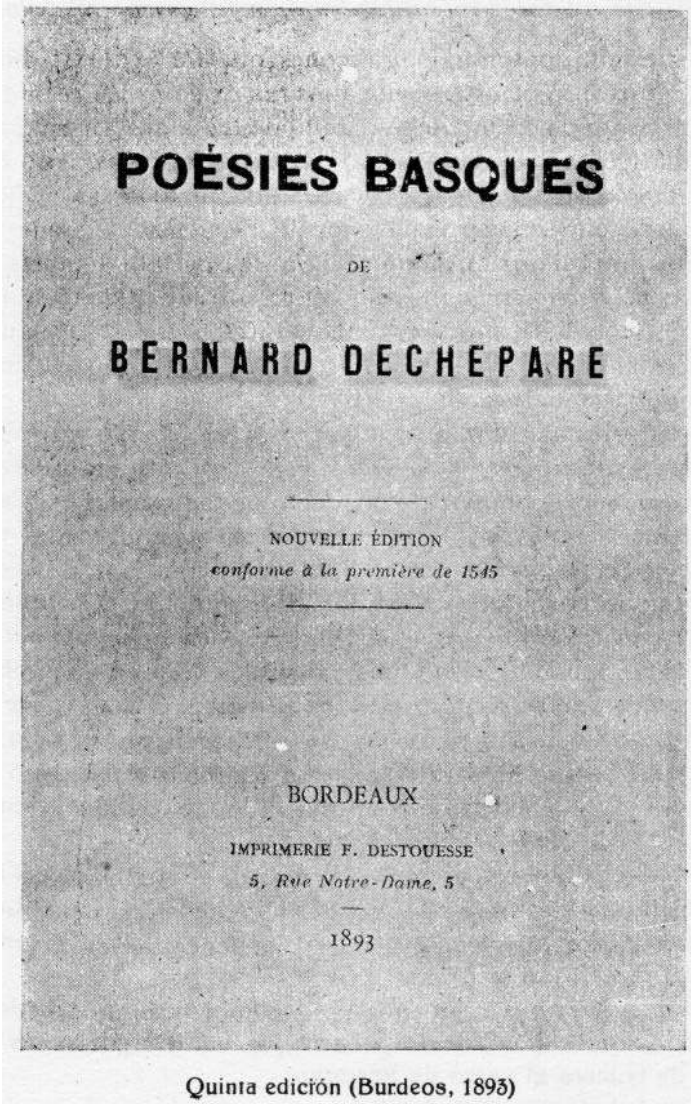 POÉSIES BASQUES
DE
BERNARD DECHEPARE
NOUVELLE ÉDITION
conforme à la première de 1545
BORDEAUX
IMPRIMERIE F. DESTOUESSE
5, Rue Notre-Dame, 5
1893
Quinta edición (Burdeos, 1893)